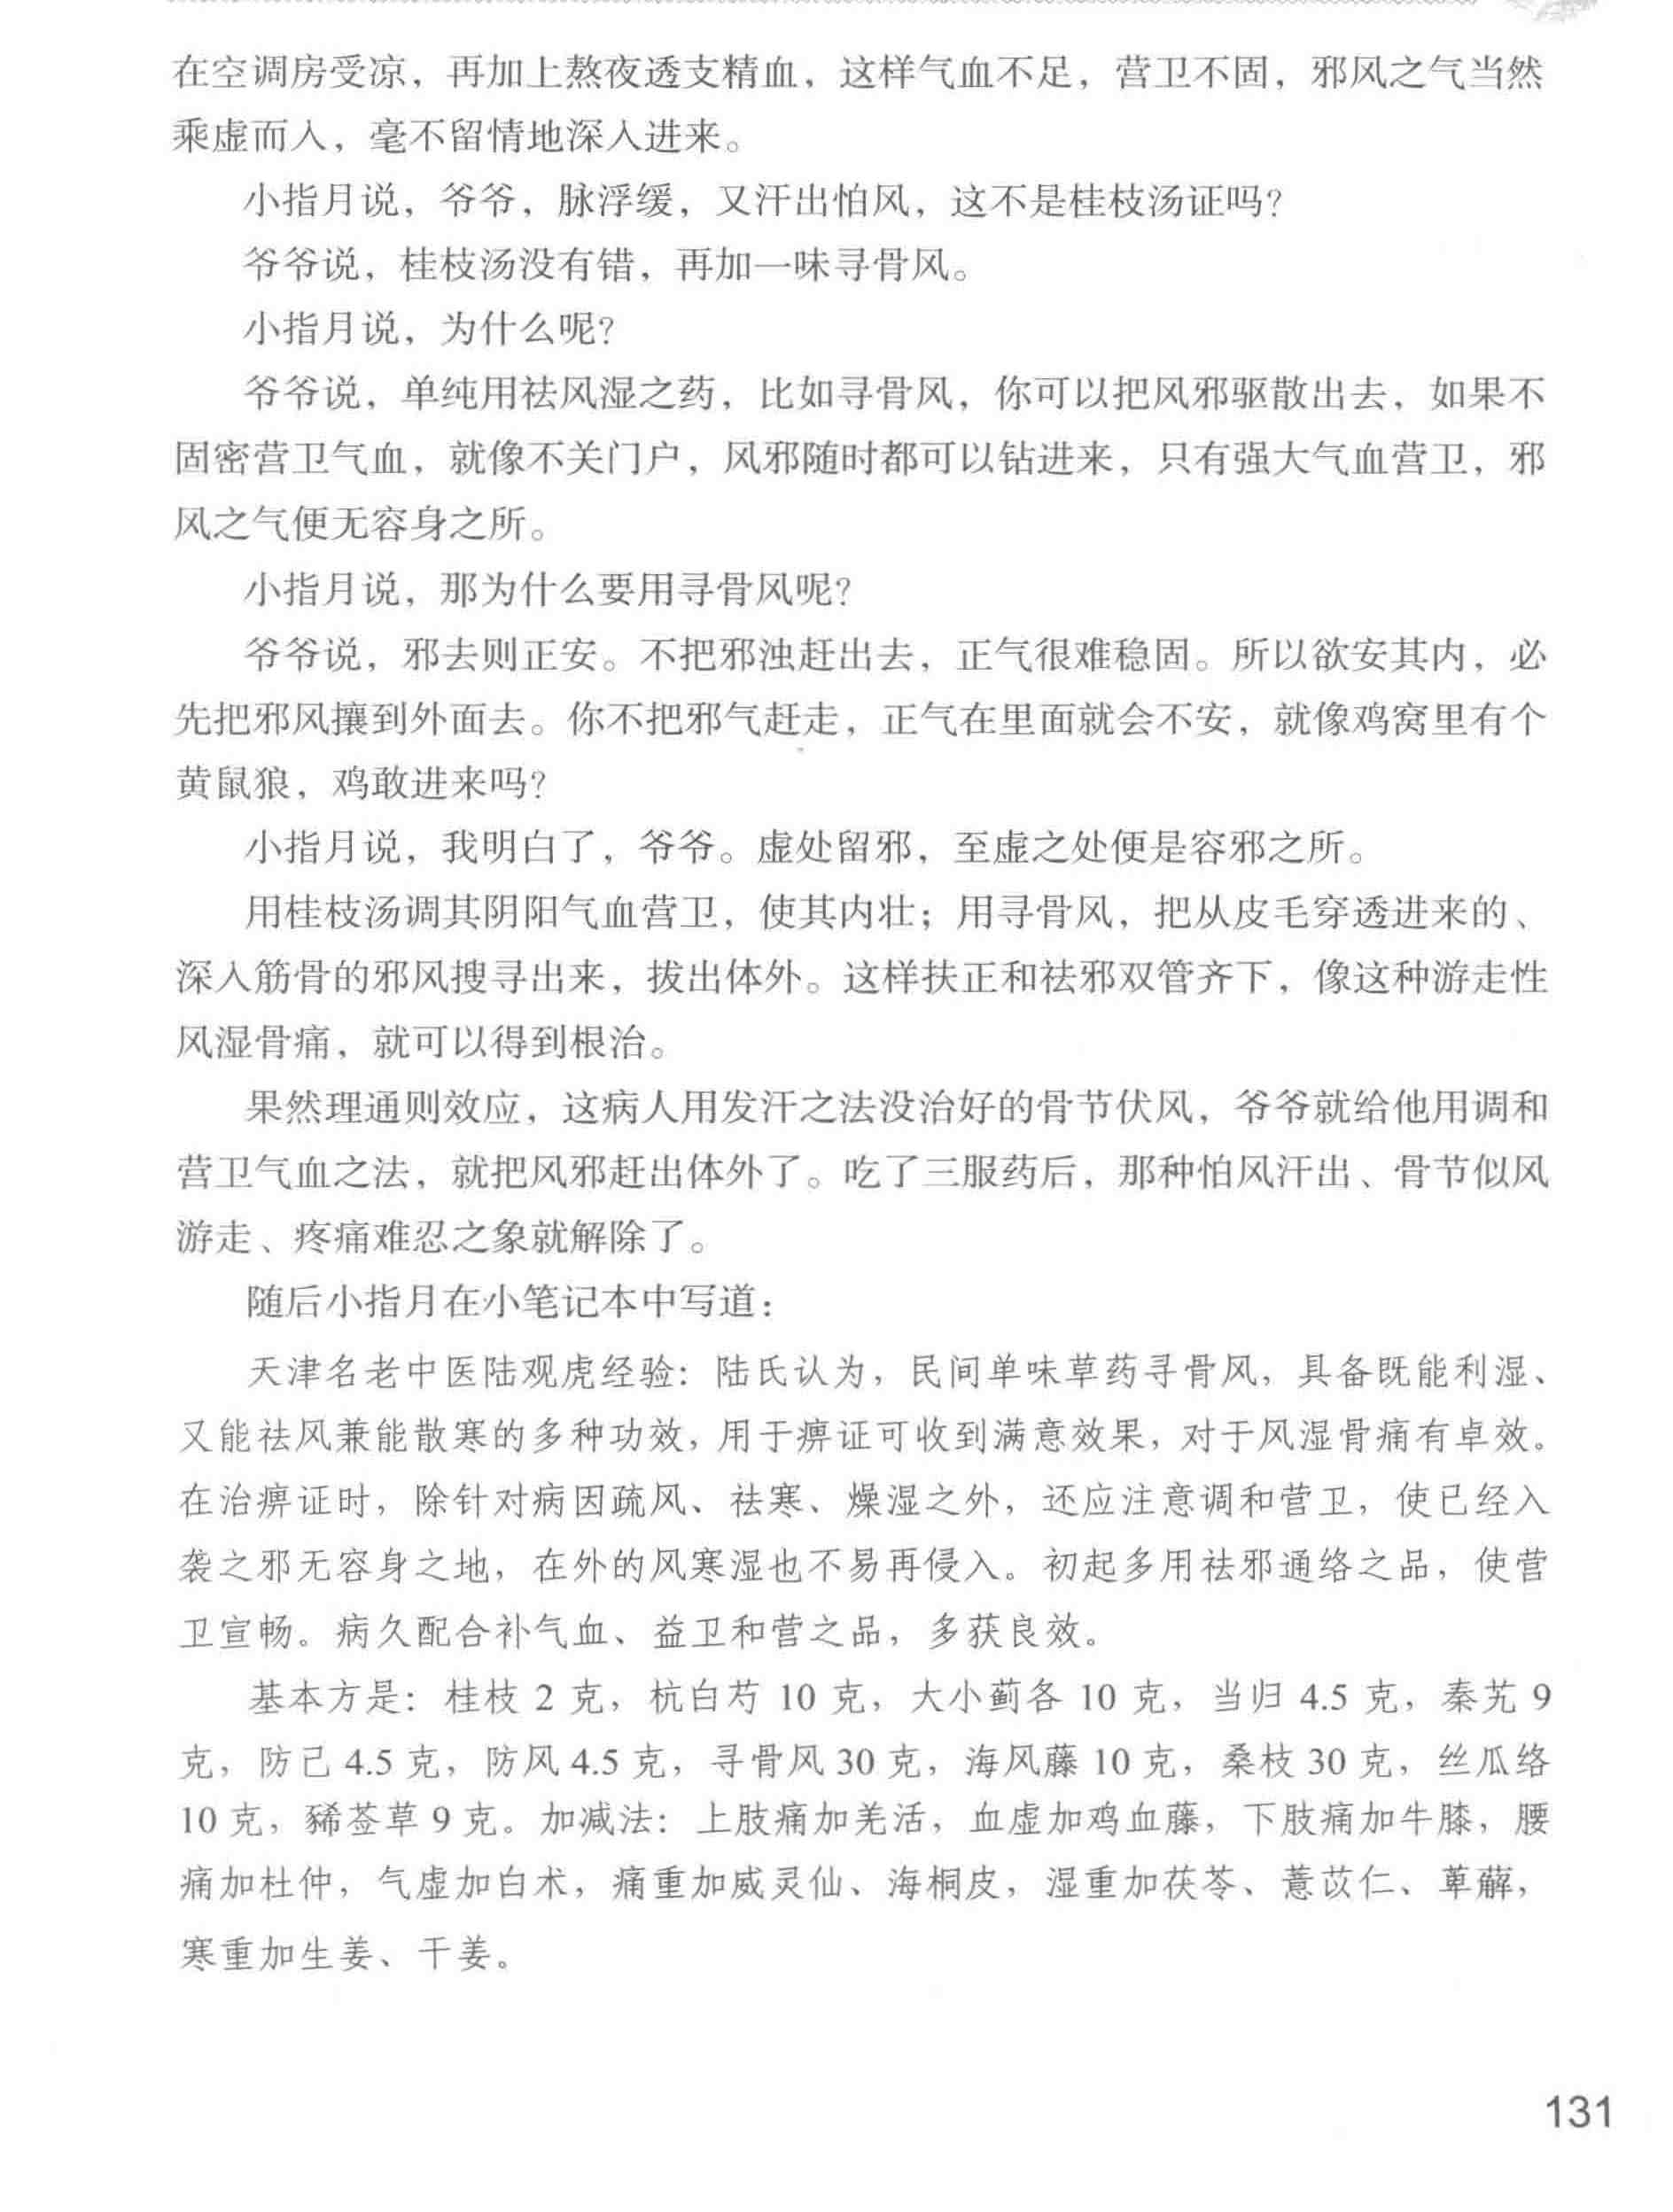 在空调房受凉，再加上熬夜透支精血，这样气血不足，营卫不固，邪风之气当然
乘虚而入，毫不留情地深入进来。
小指月说，爷爷，脉浮缓，又汗出怕风，这不是桂枝汤证吗？
爷爷说，桂枝汤没有错，再加一味寻骨风。
小指月说，为什么呢？
爷爷说，单纯用祛风湿之药，比如寻骨风，你可以把风邪驱散出去，如果不
固密营卫气血，就像不关门户，风邪随时都可以钻进来，只有强大气血营卫，邪
风之气便无容身之所。
小指月说，那为什么要用寻骨风呢？
爷爷说，邪去则正安。不把邪浊赶出去，正气很难稳固。所以欲安其内，必
先把邪风攘到外面去。你不把邪气赶走，正气在里面就会不安，就像鸡窝里有个
黄鼠狼，鸡敢进来吗？
小指月说，我明白了，爷爷。虚处留邪，至虚之处便是容邪之所。
用桂枝汤调其阴阳气血营卫，使其内壮；用寻骨风，把从皮毛穿透进来的、
深入筋骨的邪风搜寻出来，拔出体外。这样扶正和祛邪双管齐下，像这种游走性
风湿骨痛，就可以得到根治。
果然理通则效应，这病人用发汗之法没治好的骨节伏风，爷爷就给他用调和
营卫气血之法，就把风邪赶出体外了。吃了三服药后，那种怕风汗出、骨节似风
游走、疼痛难忍之象就解除了。
随后小指月在小笔记本中写道：
天津名老中医陆观虎经验：陆氏认为，民间单味草药寻骨风，具备既能利湿、
又能祛风兼能散寒的多种功效，用于痹证可收到满意效果，对于风湿骨痛有卓效。
在治痹证时，除针对病因疏风、祛寒、燥湿之外，还应注意调和营卫，使已经入
袭之邪无容身之地，在外的风寒湿也不易再侵入。初起多用祛邪通络之品，使营
卫宣畅。病久配合补气血、益卫和营之品，多获良效。
基本方是：桂枝 2 克，杭白芍 10 克，大小蓟各 10 克，当归 4.5 克，秦艽 9
克，防己 4.5 克，防风 4.5 克，寻骨风 30 克，海风藤 10 克，桑枝 30 克，丝瓜络
10 克，豨莶草 9 克。加减法：上肢痛加羌活，血虚加鸡血藤，下肢痛加牛膝，腰
痛加杜仲，气虚加白术，痛重加威灵仙、海桐皮，湿重加茯苓、薏苡仁、萆薢，
寒重加生姜、干姜。
131